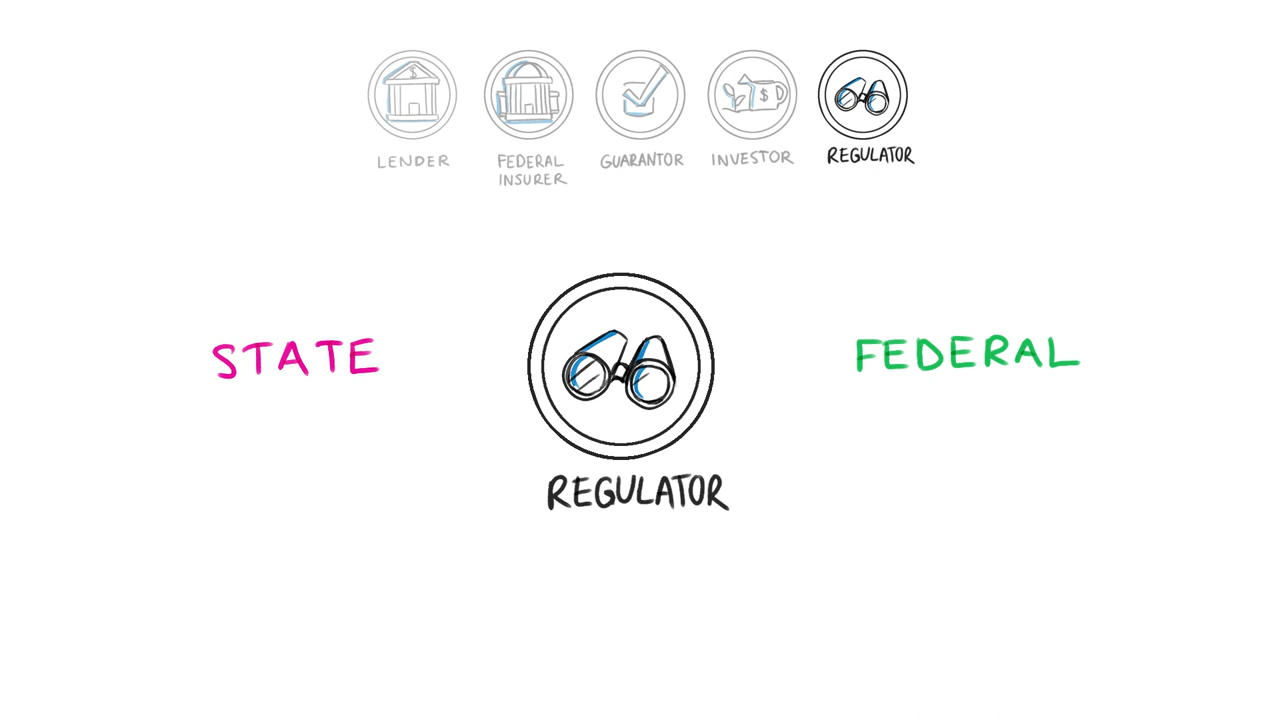 $
$
LENDER
FEDERAL
INSURER
GUARANTOR
INVESTOR
REGULATOR
STATE
FEDERAL
REGULATOR